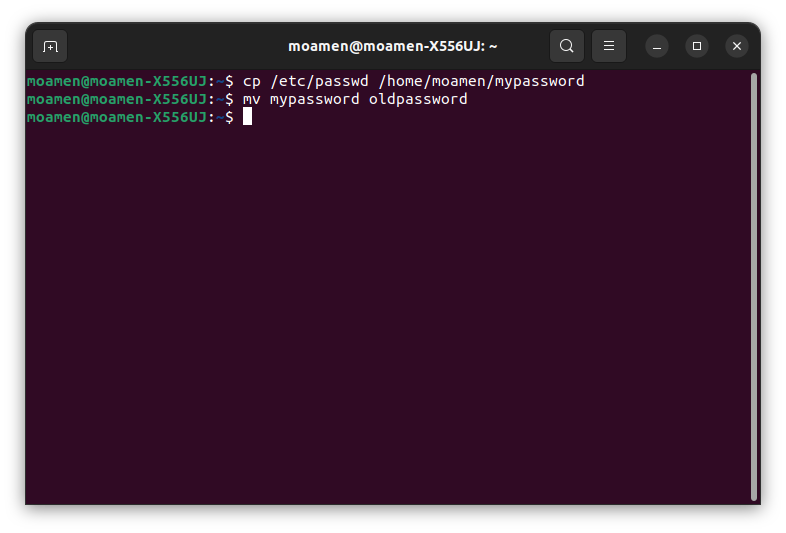 moamen@moamen-X556UJ: ~
moamen@moamen-X556UJ:~$ cp /etc/passwd /home/moamen/mypassword
moamen@moamen-X556UJ:~$ mv mypassword oldpassword
moamen@moamen-X556UJ:~$